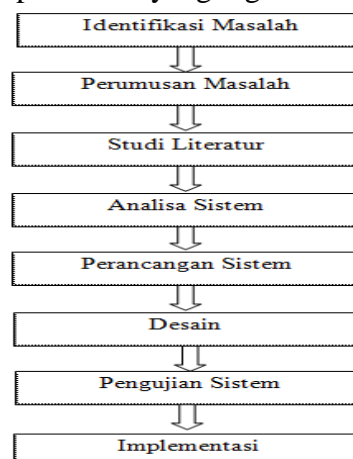 Identifikasi Masalah
Perumusan Masalah
Studi Literatur
Analisa Sistem
Perancangan Sistem
Desain
Pengujian Sistem
Implementasi